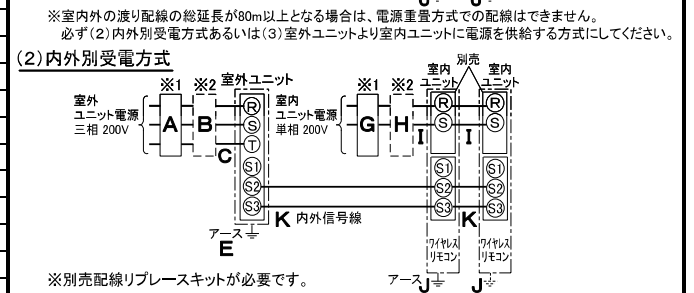 ※室内外の渡り配線の総延長が80m以上となる場合は、電源重畳方式での配線はできません。
必ず(2)内外別受電方式あるいは(3)室外ユニットより室内ユニットに電源を供給する方式にしてください。
(2)内外別受電方式
※1 ※2 室外ユニット
室外
ユニット電源
三相 200V
A B C
R
S
T
S1
S2
S3
アース
E
K 内外信号線
※1 ※2
室内
ユニット電源
単相 200V
G H I I
別売
室内
ユニット
室内
ユニット
R R
S S
S1 S1
S2 S2
S3 S3
K
ワイヤレス
リモコン
ワイヤレス
リモコン
アース J J
※別売配線リプレースキットが必要です。